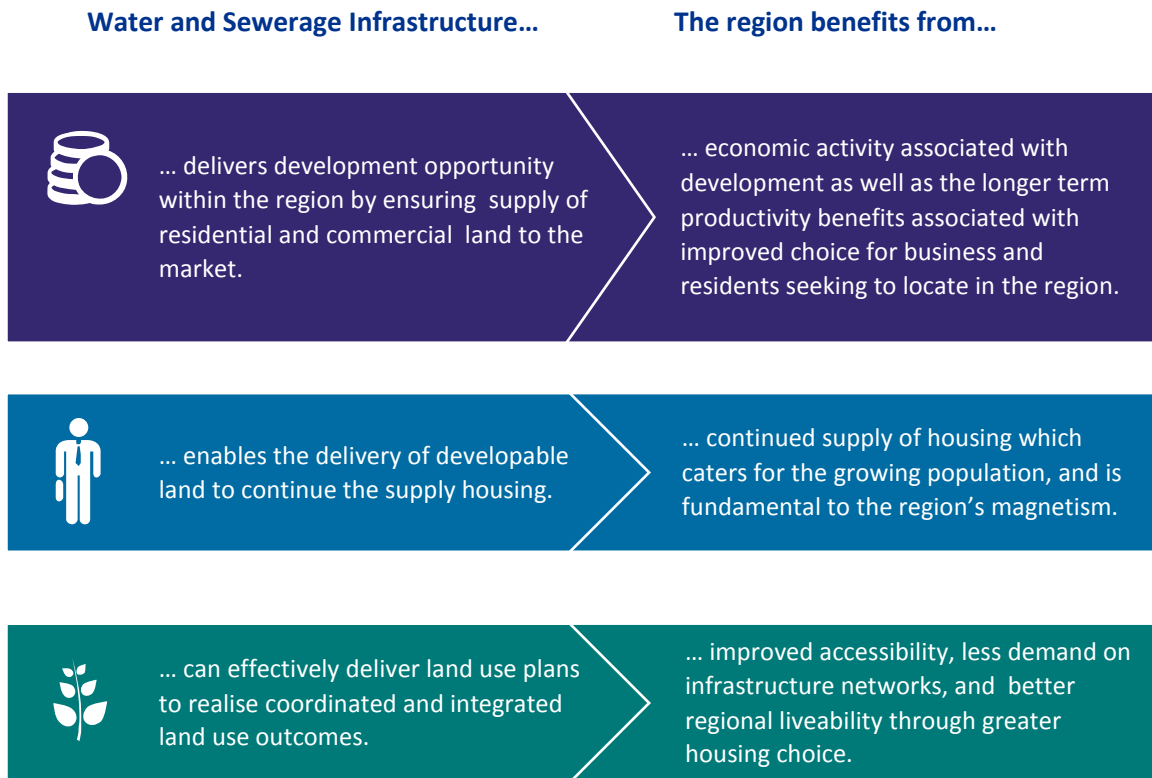 Water and Sewerage Infrastructure…
The region benefits from…
… delivers development opportunity
within the region by ensuring  supply of
residential and commercial  land to the
market.
… economic activity associated with
development as well as the longer term
productivity benefits associated with
improved choice for business and
residents seeking to locate in the region.
… enables the delivery of developable
land to continue the supply housing.
… continued supply of housing which
caters for the growing population, and is
fundamental to the region’s magnetism.
… can effectively deliver land use plans
to realise coordinated and integrated
land use outcomes.
… improved accessibility, less demand on
infrastructure networks, and  better
regional liveability through greater
housing choice.